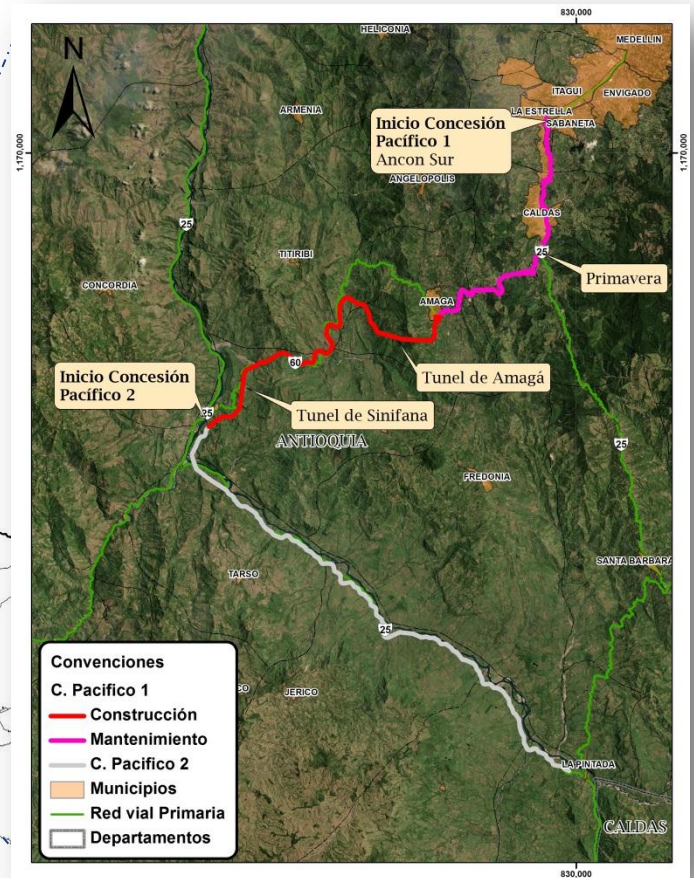 830,000
N
HELICONIA
MEDELLIN
ITAGUI
ENVIGADO
ARMENIA
LA ESTRELLA
SABANETA
Inicio Concesión
Pacífico 1
Ancon Sur
1,170,000
1,170,000
ANGELOPOLIS
CALDAS
25
25
TITIRIBI
Primavera
CONCORDIA
AMAGA
60
Tunel de Amagá
Inicio Concesión
Pacífico 2
25
Tunel de Sinifana
ANTIOQUIA
25
FREDONIA
SANTA BARBARA
TARSO
25
JERICO
CO
LA PINTADA
CALDAS
Convenciones
C. Pacifico 1
Construcción
Mantenimiento
C. Pacifico 2
Municipios
Red vial Primaria
Departamentos
830,000